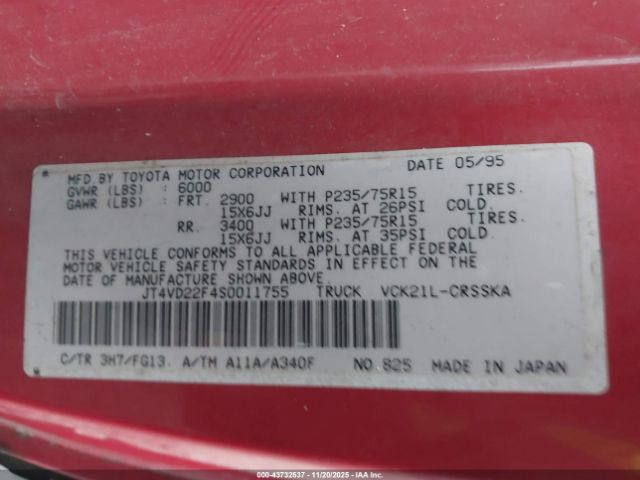 MFD BY TOYOTA MOTOR CORPORATION DATE 05/95
GVWR (LBS) : 6000
GAWR (LBS) : FRT. 2900 WITH P235/75R15 TIRES.
15X6JJ RIMS. AT 26PSI COLD.
RR. 3400 WITH P235/75R15 TIRES.
15X6JJ RIMS. AT 35PSI COLD.
THIS VEHICLE CONFORMS TO ALL APPLICABLE FEDERAL
MOTOR VEHICLE SAFETY STANDARDS IN EFFECT ON THE
DATE OF MANUFACTURE SHOWN ABOVE.
JT4VD22F4S0011755 TRUCK VCK21L-CRSSKA
C/TR 3H7/FG13. A/TM A11A/A340F NO.825 MADE IN JAPAN
000-43732537 - 11/20/2025 - IAA Inc.